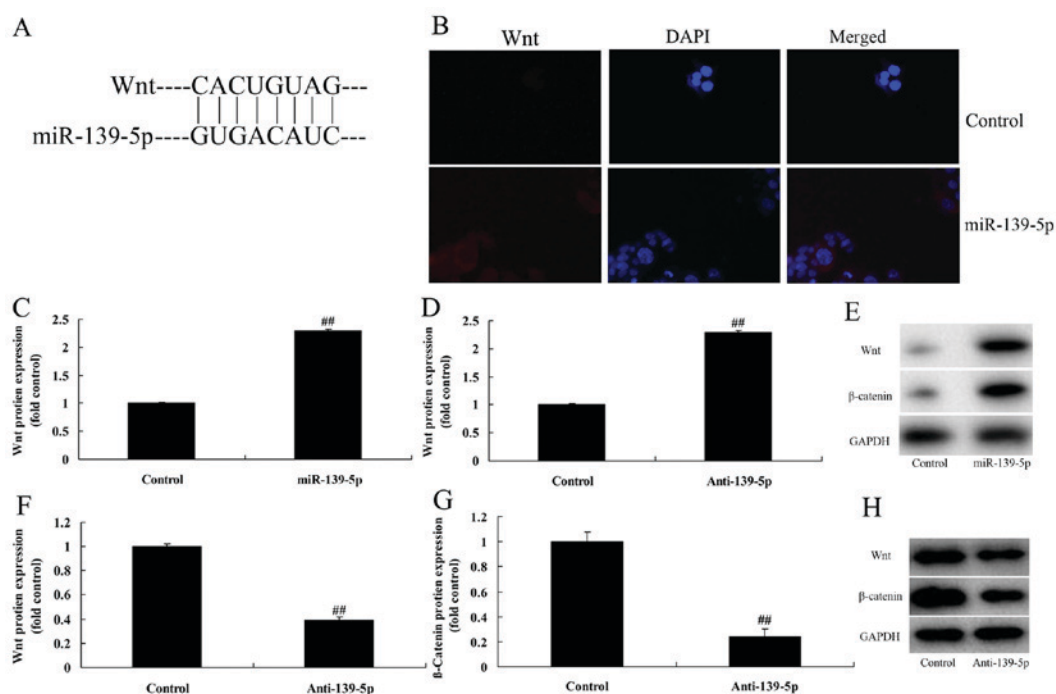 A
Wnt----CACUGUAG---
miR-139-5p----GUGACAUC---
B
Wnt DAPI Merged
Control
miR-139-5p
C
Wnt protien expression
(fold control)
2.5
2
1.5
1
0.5
0
##
Control miR-139-5p
D
Wnt protien expression
(fold control)
2.5
2
1.5
1
0.5
0
##
Control Anti-139-5p
E
Wnt
β-catenin
GAPDH
Control miR-139-5p
F
Wnt protien expression
(fold control)
1.2
1
0.8
0.6
0.4
0.2
0
##
Control Anti-139-5p
G
β-Catenin protien expression
(fold control)
1.2
1
0.8
0.6
0.4
0.2
0
##
Control Anti-139-5p
H
Wnt
β-catenin
GAPDH
Control Anti-139-5p